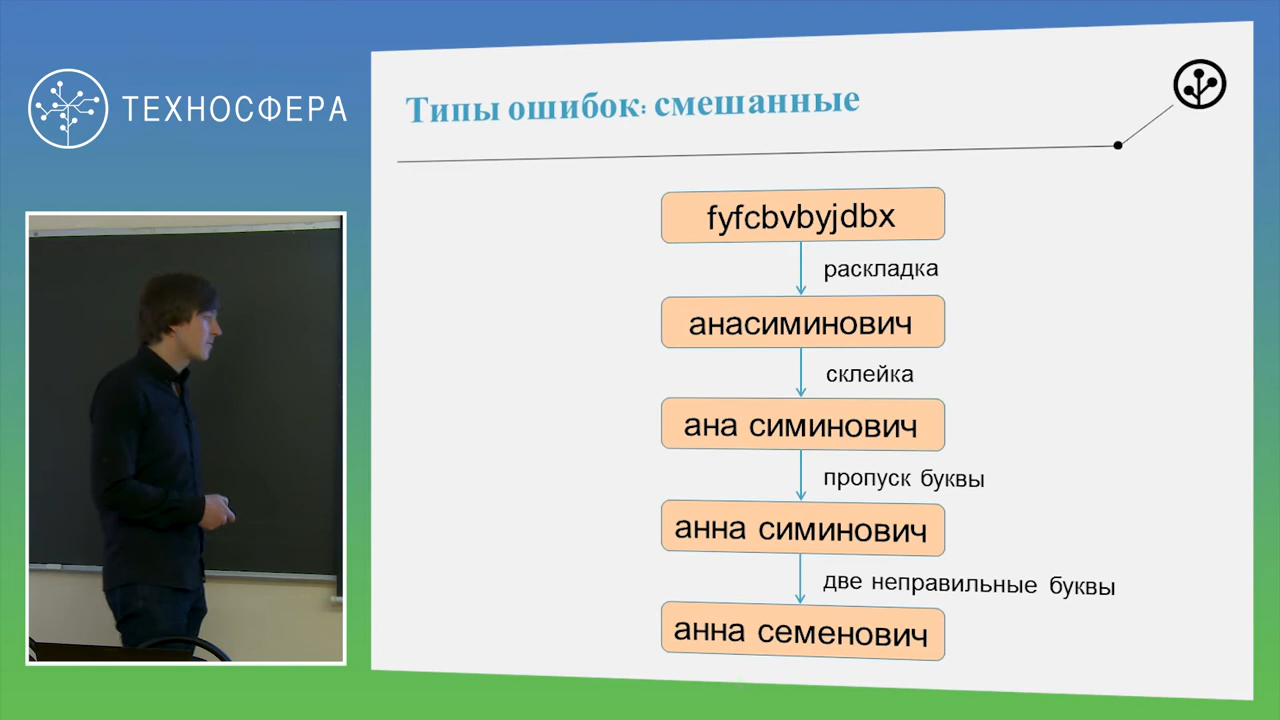 ТЕХНОСФЕРА
Типы ошибок: смешанные
fyfcbvbyjdbx
раскладка
анасиминович
склейка
ана симинович
пропуск буквы
анна симинович
две неправильные буквы
анна семенович